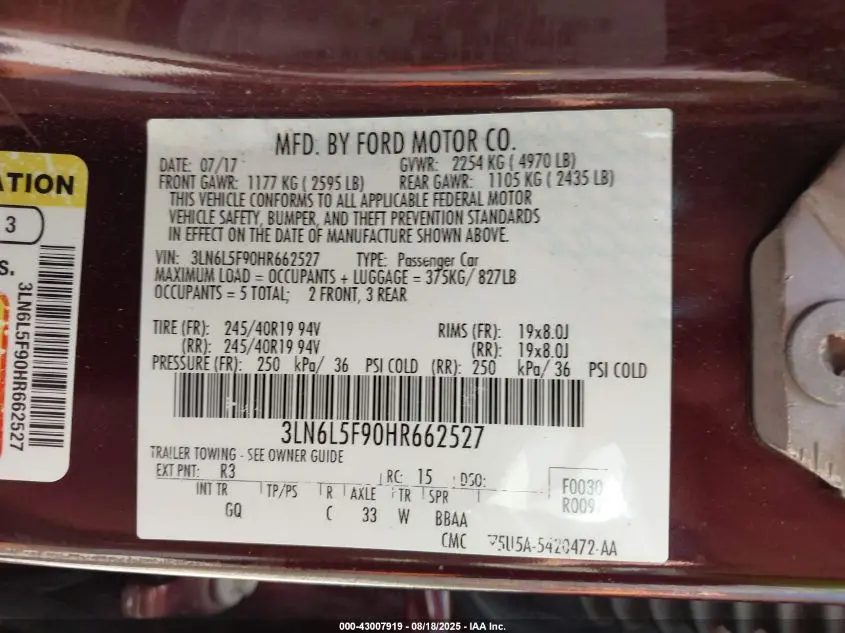 MFD. BY FORD MOTOR CO.
DATE: 07/17 GVWR: 2254 KG ( 4970 LB)
FRONT GAWR: 1177 KG ( 2595 LB) REAR GAWR: 1105 KG ( 2435 LB)
THIS VEHICLE CONFORMS TO ALL APPLICABLE FEDERAL MOTOR
VEHICLE SAFETY, BUMPER, AND THEFT PREVENTION STANDARDS
IN EFFECT ON THE DATE OF MANUFACTURE SHOWN ABOVE.
VIN: 3LN6L5F90HR662527 TYPE: Passenger Car
MAXIMUM LOAD = OCCUPANTS + LUGGAGE = 375KG/ 827LB
OCCUPANTS = 5 TOTAL; 2 FRONT, 3 REAR
TIRE (FR): 245/40R19 94V RIMS (FR): 19x8.0J
(RR): 245/40R19 94V (RR): 19x8.0J
PRESSURE (FR): 250 kPa/ 36 PSI COLD (RR): 250 kPa/ 36 PSI COLD
3LN6L5F90HR662527
TRAILER TOWING - SEE OWNER GUIDE
EXT PNT: R3 RC: 15 DSO: F0030
INT TR TP/PS R AXLE TR SPR
GQ C 33 W BBAA
CMC
ATION
3
S.
3LN6L5F90HR662527
000-43007919 - 08/18/2025 - IAA Inc.